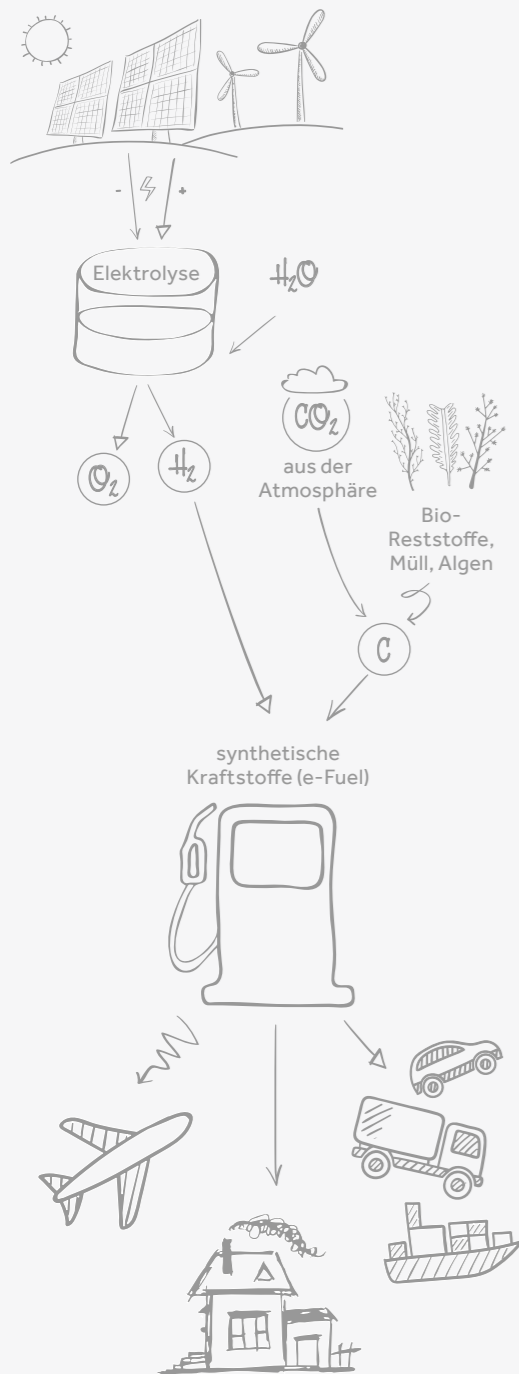 - +
Elektrolyse
H₂O
O₂
H₂
CO₂
aus der
Atmosphäre
Bio-
Reststoffe,
Müll, Algen
C
synthetische
Kraftstoffe (e-Fuel)